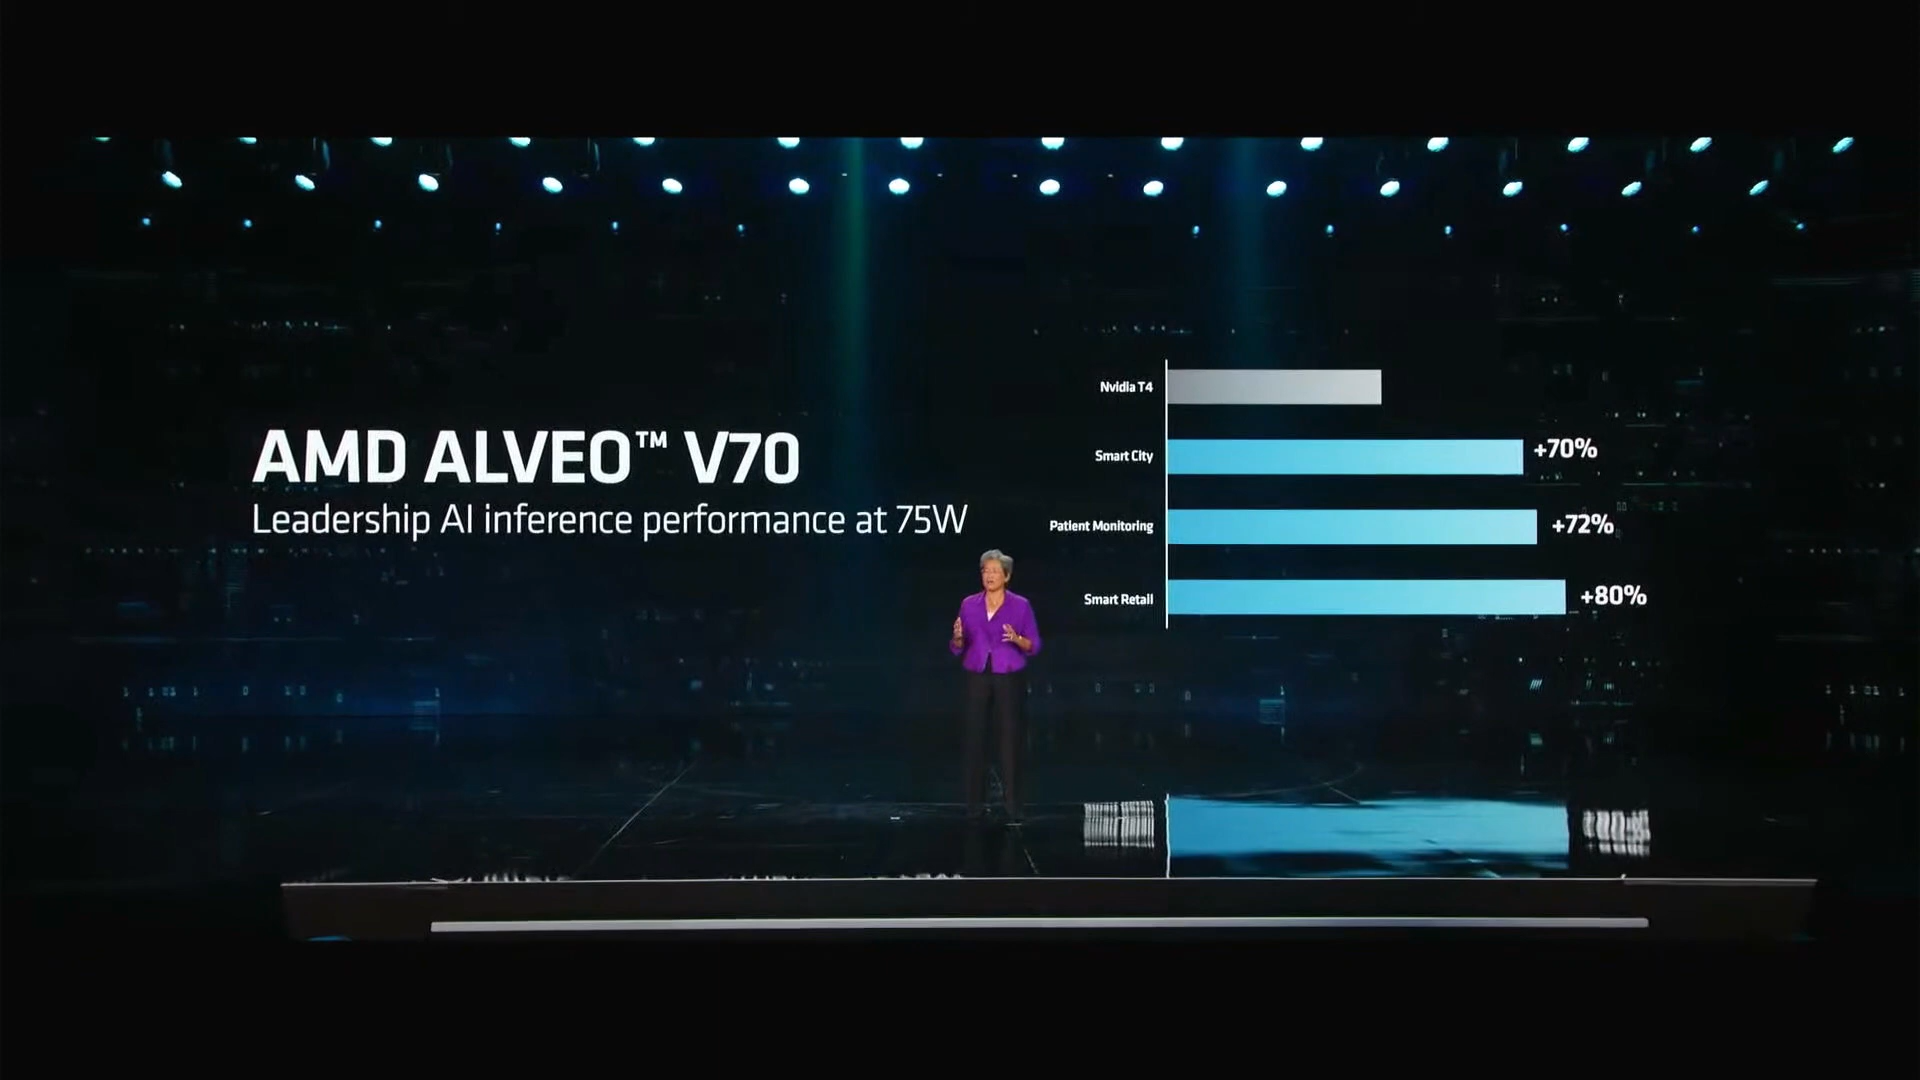 AMD ALVEO™ V70
Leadership AI inference performance at 75W
Nvidia T4
Smart City
+70%
Patient Monitoring
+72%
Smart Retail
+80%